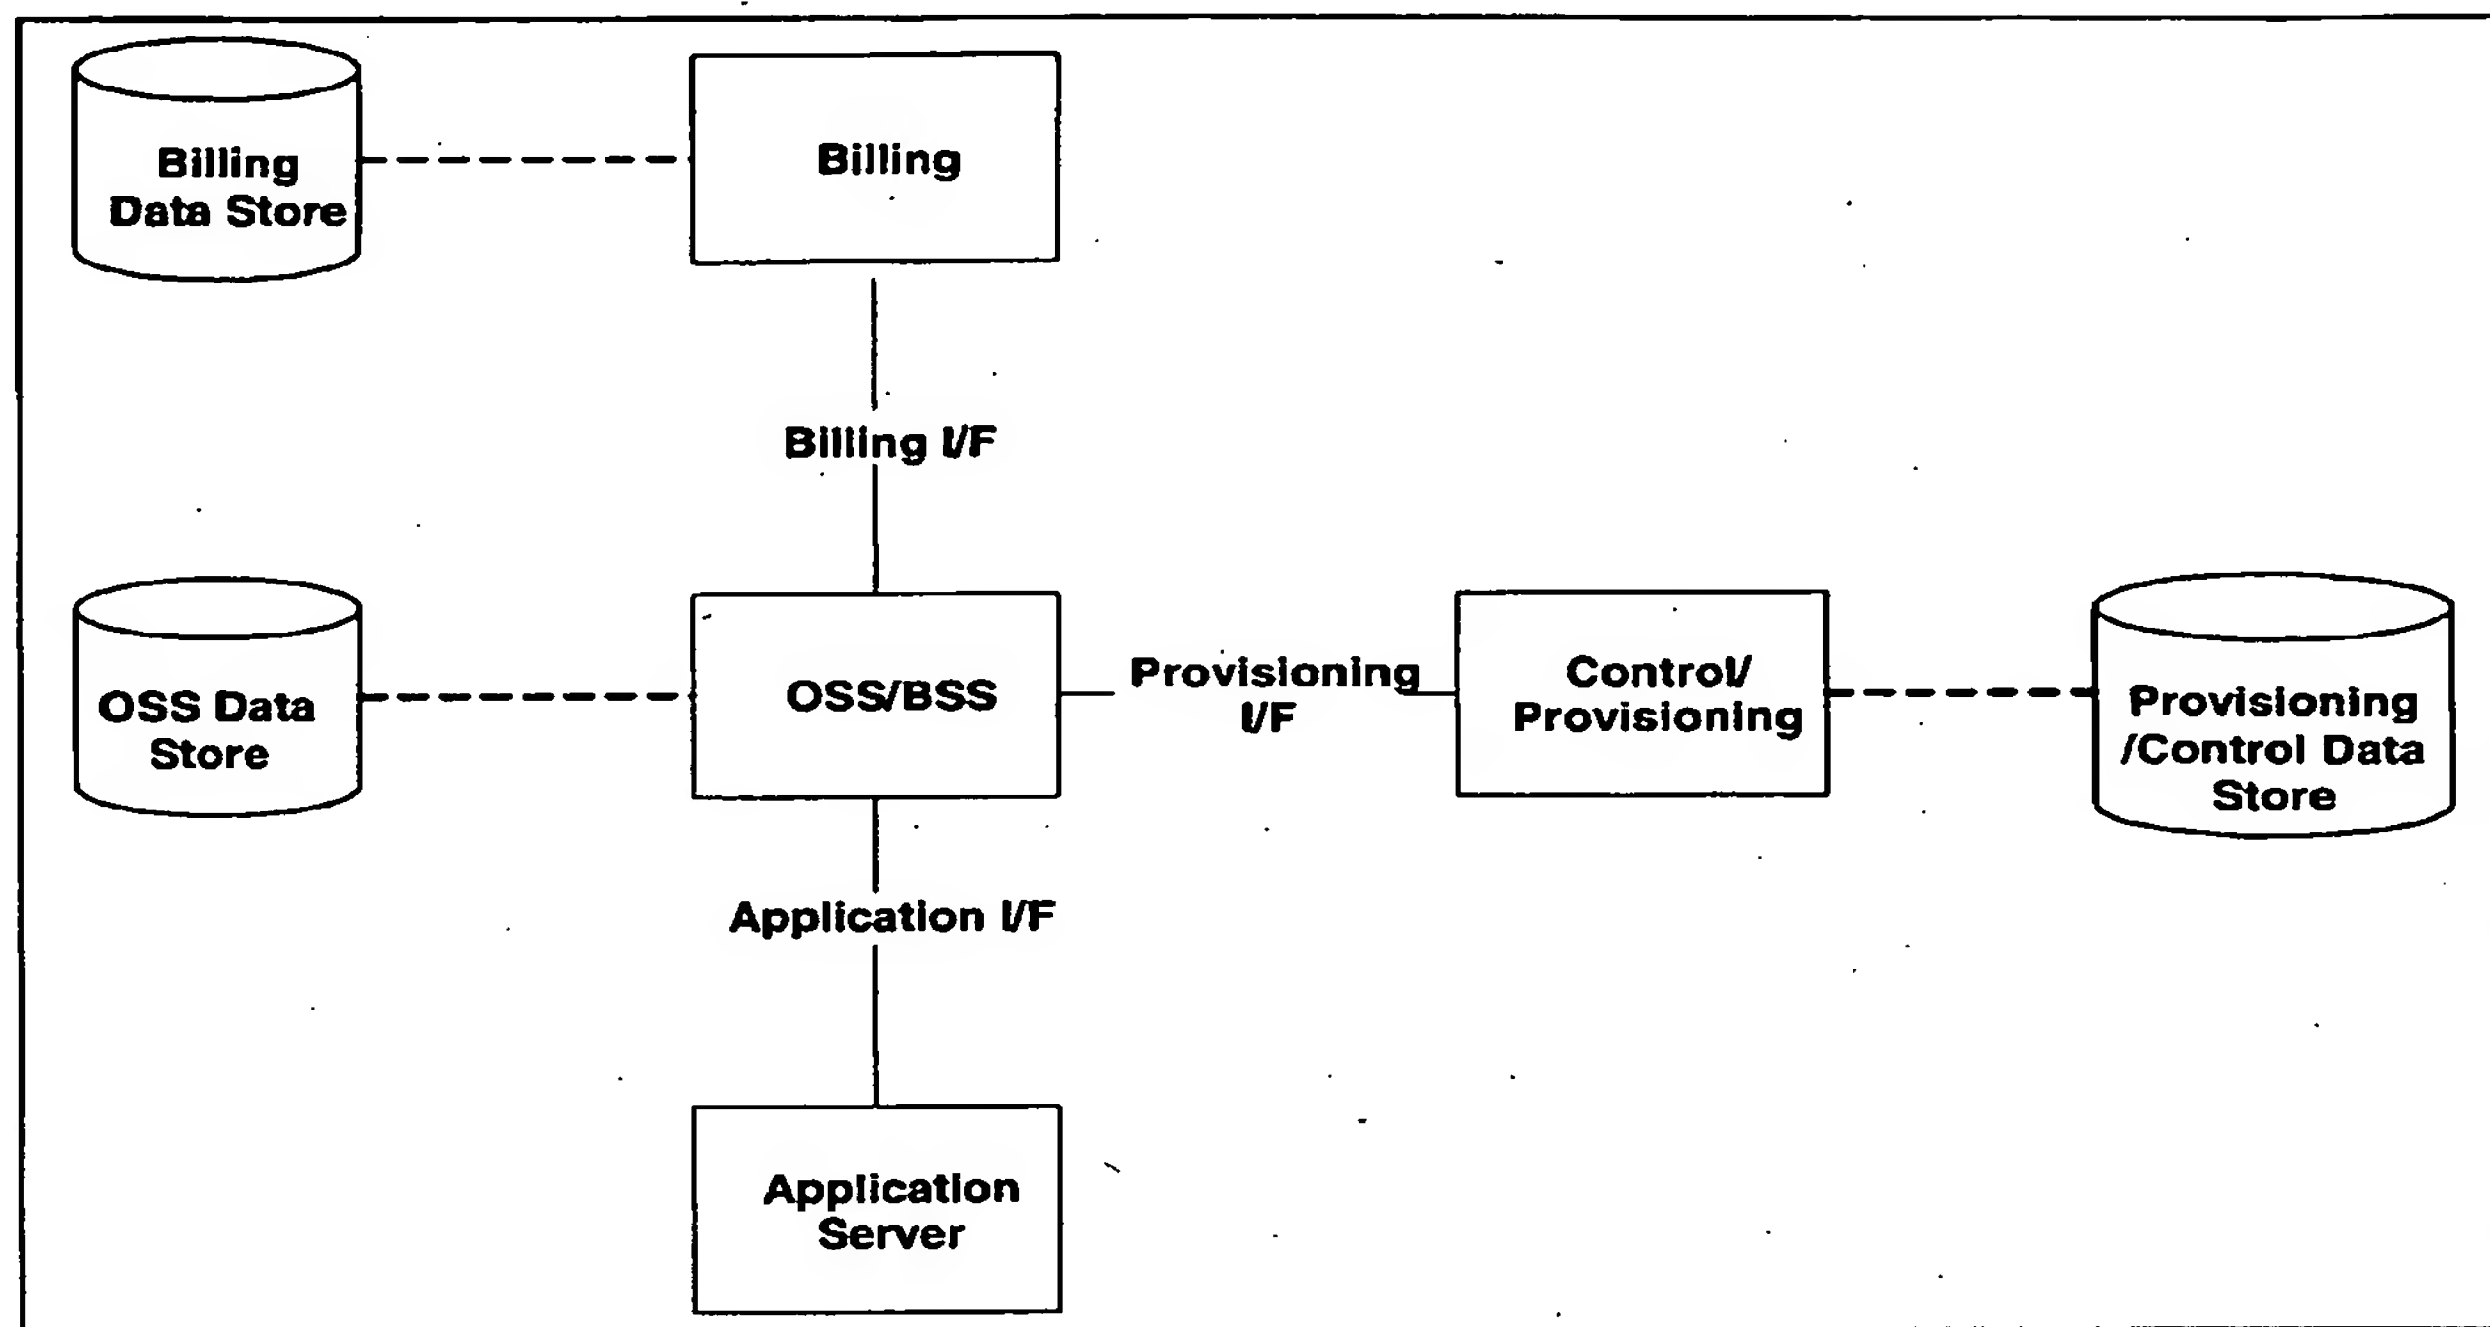 Billing
Data Store
Billing
Billing I/F
OSS Data
Store
OSS/BSS
Provisioning
I/F
Control/
Provisioning
Provisioning
/Control Data
Store
Application I/F
Application
Server